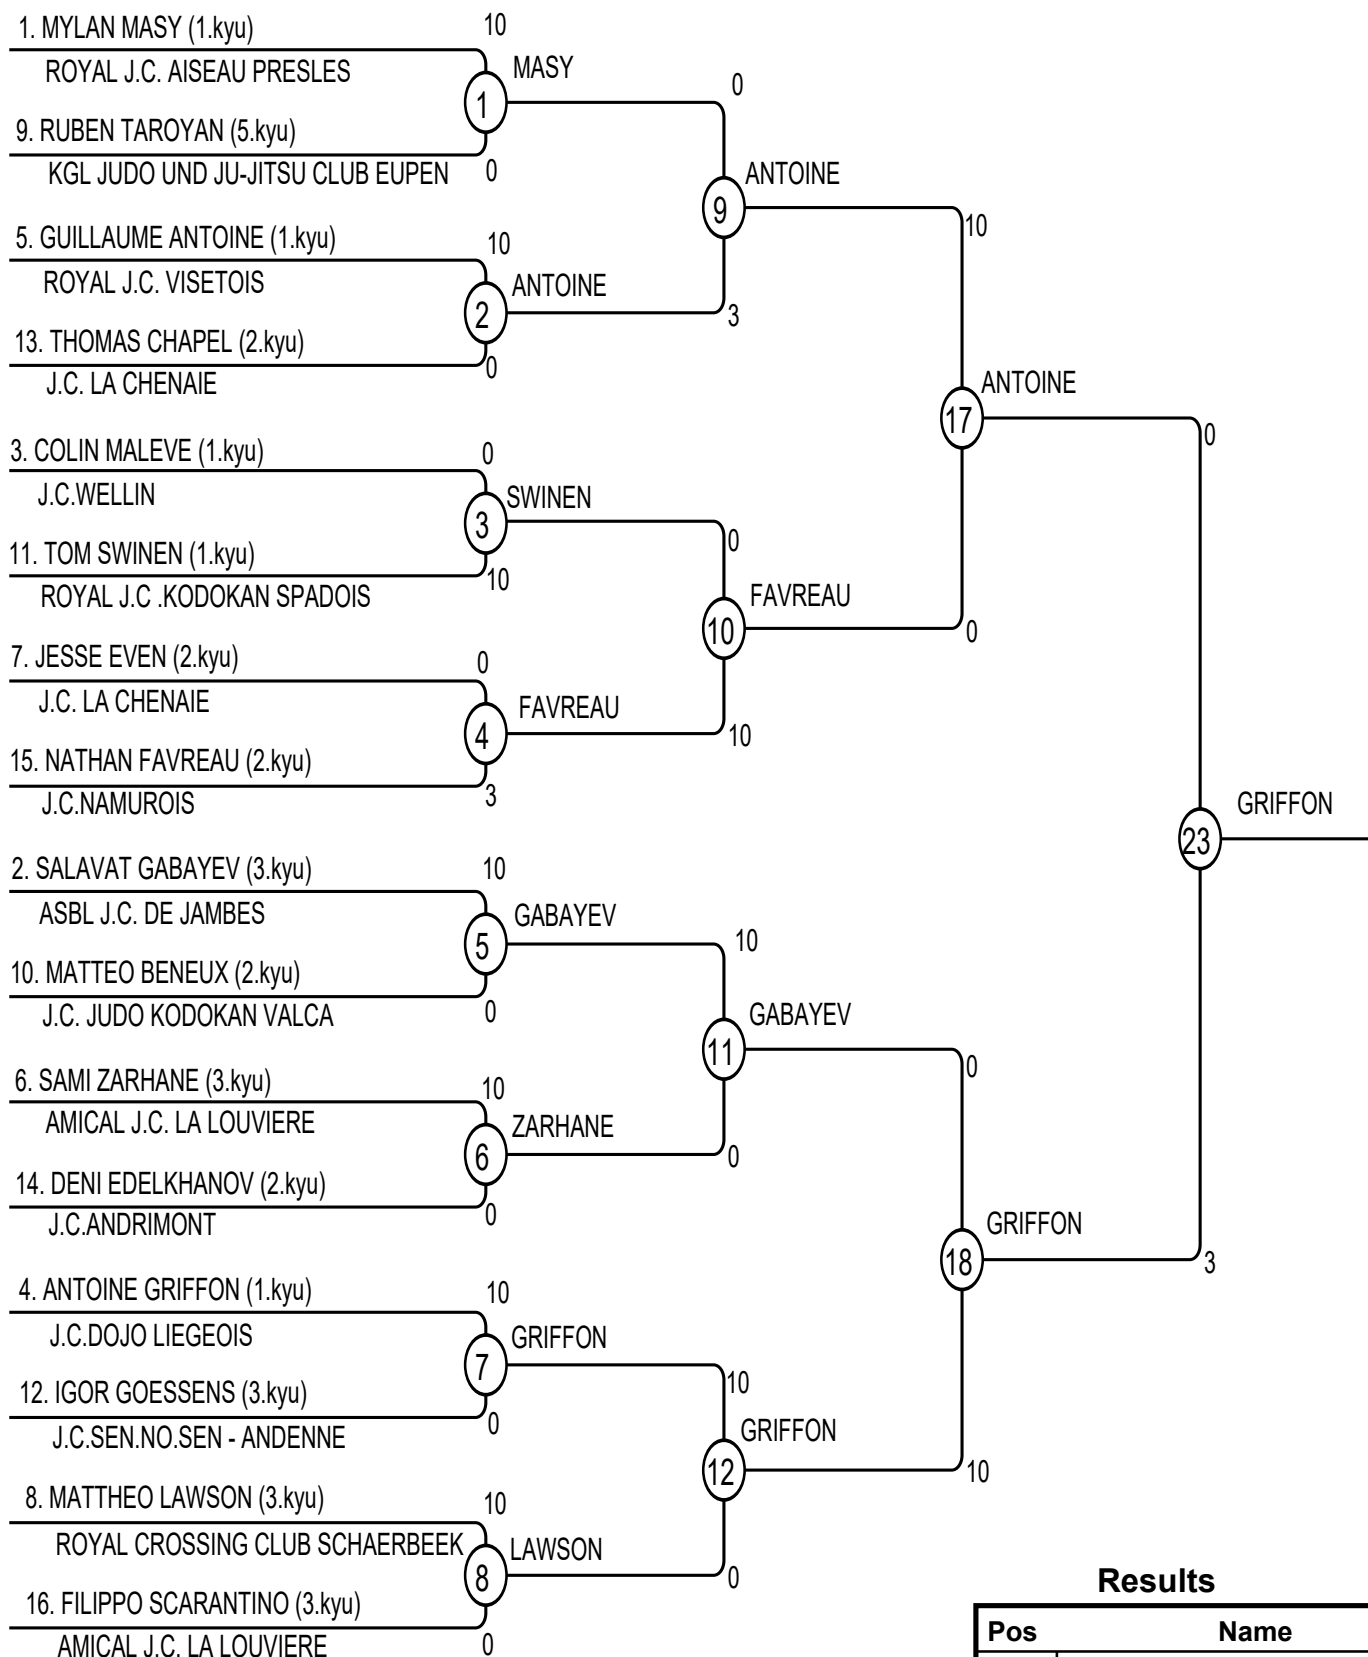 1. MYLAN MASY (1.kyu)
10
ROYAL J.C. AISEAU PRESLES
MASY
1
0
9. RUBEN TAROYAN (5.kyu)
KGL JUDO UND JU-JITSU CLUB EUPEN
0
ANTOINE
9
10
5. GUILLAUME ANTOINE (1.kyu)
10
ROYAL J.C. VISETOIS
ANTOINE
2
3
13. THOMAS CHAPEL (2.kyu)
0
J.C. LA CHENAIE
ANTOINE
17
0
3. COLIN MALEVE (1.kyu)
0
J.C.WELLIN
SWINEN
3
0
11. TOM SWINEN (1.kyu)
10
ROYAL J.C .KODOKAN SPADOIS
FAVREAU
10
0
7. JESSE EVEN (2.kyu)
0
J.C. LA CHENAIE
FAVREAU
4
10
15. NATHAN FAVREAU (2.kyu)
3
J.C.NAMUROIS
GRIFFON
23
2. SALAVAT GABAYEV (3.kyu)
10
ASBL J.C. DE JAMBES
GABAYEV
5
10
10. MATTEO BENEUX (2.kyu)
0
J.C. JUDO KODOKAN VALCA
GABAYEV
11
0
6. SAMI ZARHANE (3.kyu)
10
AMICAL J.C. LA LOUVIERE
ZARHANE
6
0
14. DENI EDELKHANOV (2.kyu)
0
J.C.ANDRIMONT
GRIFFON
18
3
4. ANTOINE GRIFFON (1.kyu)
10
J.C.DOJO LIEGEOIS
GRIFFON
7
10
12. IGOR GOESSENS (3.kyu)
0
J.C.SEN.NO.SEN - ANDENNE
GRIFFON
12
10
8. MATTHEO LAWSON (3.kyu)
10
ROYAL CROSSING CLUB SCHAERBEEK
LAWSON
8
0
16. FILIPPO SCARANTINO (3.kyu)
0
AMICAL J.C. LA LOUVIERE
Results
Pos Name